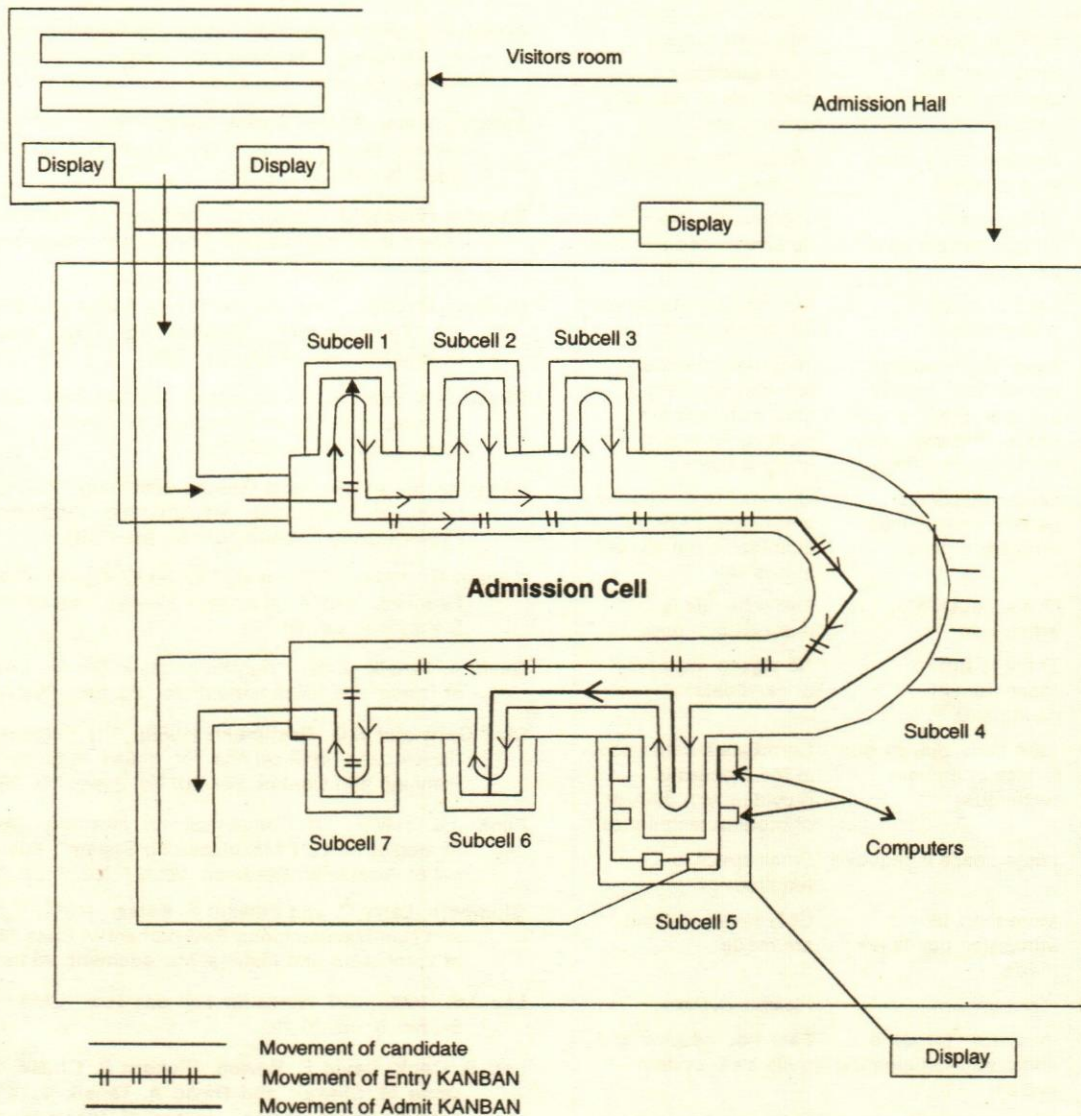 Visitors room
Admission Hall
Display
Display
Display
Subcell 1
Subcell 2
Subcell 3
Admission Cell
Subcell 4
Subcell 7
Subcell 6
Computers
Subcell 5
Display
Movement of candidate
Movement of Entry KANBAN
Movement of Admit KANBAN